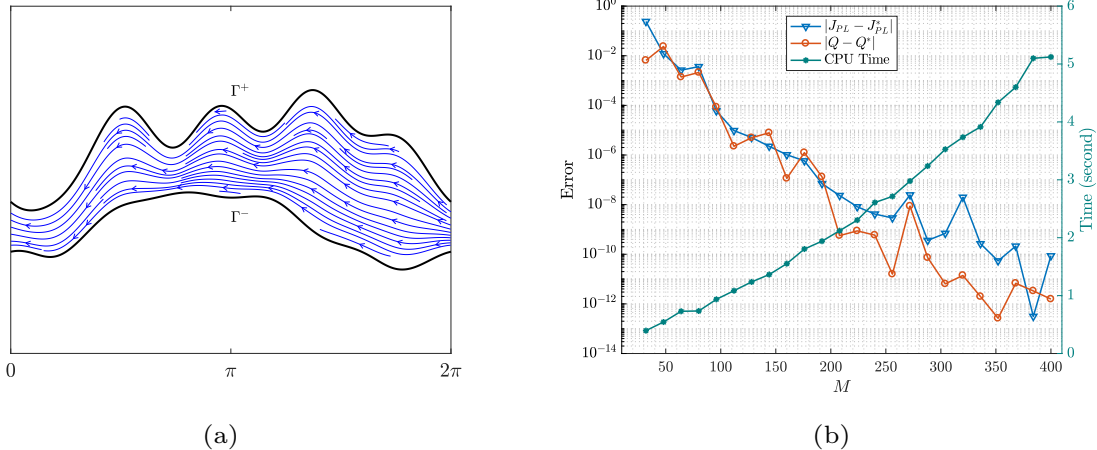 Γ⁺
Γ⁻
0
π
2π
(a)
10⁰
10⁻²
10⁻⁴
10⁻⁶
10⁻⁸
10⁻¹⁰
10⁻¹²
10⁻¹⁴
Error
|J_PL − J*_PL|
|Q − Q*|
CPU Time
50
100
150
200
250
300
350
400
M
6
5
4
3
2
1
0
Time (second)
(b)